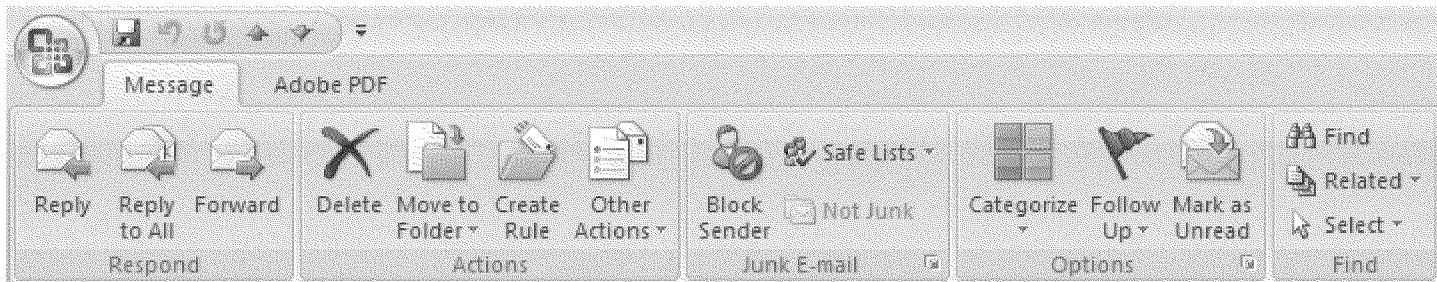 Message Adobe PDF
Reply Reply to All Forward
Respond
Delete Move to Folder Create Rule Other Actions
Actions
Block Sender Safe Lists Not Junk
Junk E-mail
Categorize Follow Up Mark as Unread
Options
Find
Related
Select
Find